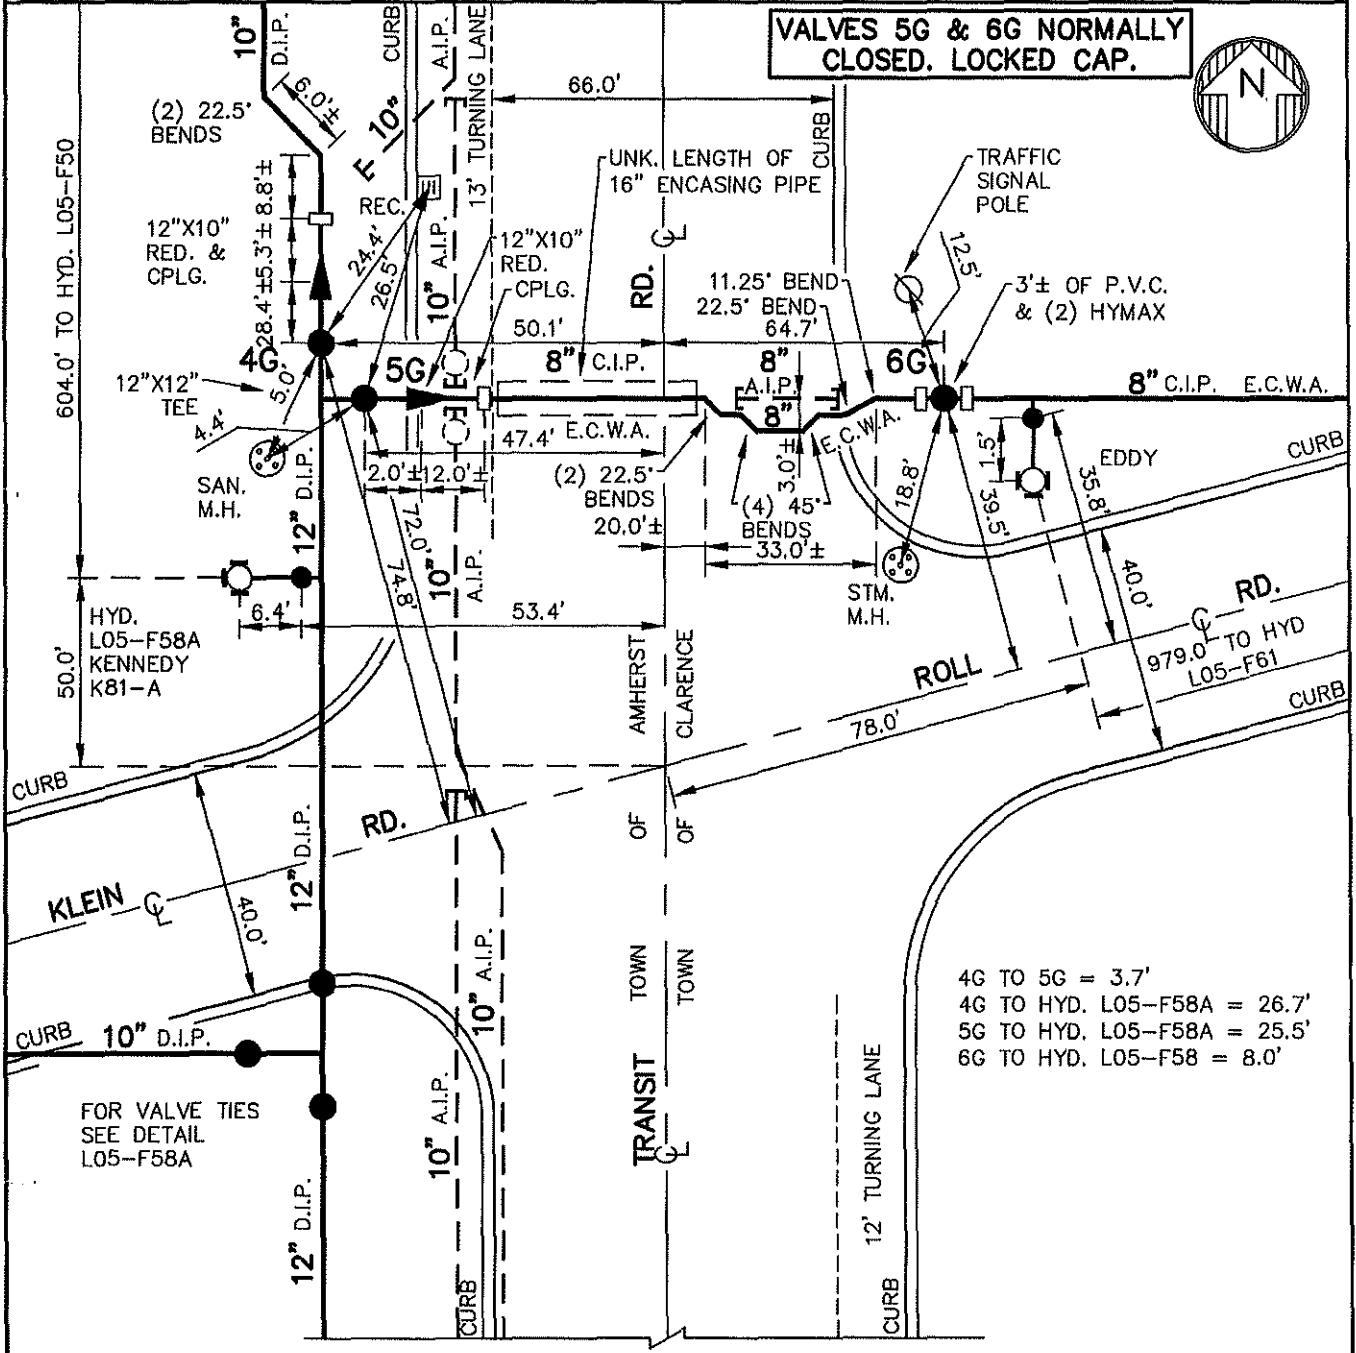 VALVES 5G & 6G NORMALLY
CLOSED. LOCKED CAP.
N
10"
D.I.P.
CURB
10"
A.I.P.
13' TURNING LANE
66.0'
CURB
6.0'±
(2) 22.5°
BENDS
604.0' TO HYD. L05-F50
8.8'±
5.3'±
28.4'±
12"X10"
RED. &
CPLG.
REC.
24.4'
26.5'
10" A.I.P.
UNK. LENGTH OF
16" ENCASING PIPE
TRAFFIC
SIGNAL
POLE
12"X10"
RED.
CPLG.
RD.
℄
12.5'
11.25° BEND
22.5° BEND
3'± OF P.V.C.
& (2) HYMAX
50.1'
64.7'
4G
5G
8" C.I.P.
8"
A.I.P.
8"
6G
8" C.I.P. E.C.W.A.
12"X12"
TEE
5.0'
4.4'
SAN.
M.H.
47.4'
E.C.W.A.
E.C.W.A.
2.0'±
12.0'±
(2) 22.5°
BENDS
20.0'±
3.0'±
(4) 45°
BENDS
33.0'±
18.8'
39.5'
1.5'
EDDY
35.8'
CURB
12" D.I.P.
72.0'
74.8'
10" A.I.P.
STM.
M.H.
40.0'
6.4'
53.4'
HYD.
L05-F58A
KENNEDY
K81-A
50.0'
AMHERST
CLARENCE
ROLL
℄
RD.
979.0' TO HYD
L05-F61
CURB
78.0'
CURB
RD.
OF
OF
KLEIN
℄
12" D.I.P.
40.0'
TOWN
TOWN
10" A.I.P.
4G TO 5G = 3.7'
4G TO HYD. L05-F58A = 26.7'
5G TO HYD. L05-F58A = 25.5'
6G TO HYD. L05-F58 = 8.0'
CURB
10" D.I.P.
10" A.I.P.
TRANSIT
℄
12' TURNING LANE
FOR VALVE TIES
SEE DETAIL
L05-F58A
12" D.I.P.
CURB
CURB